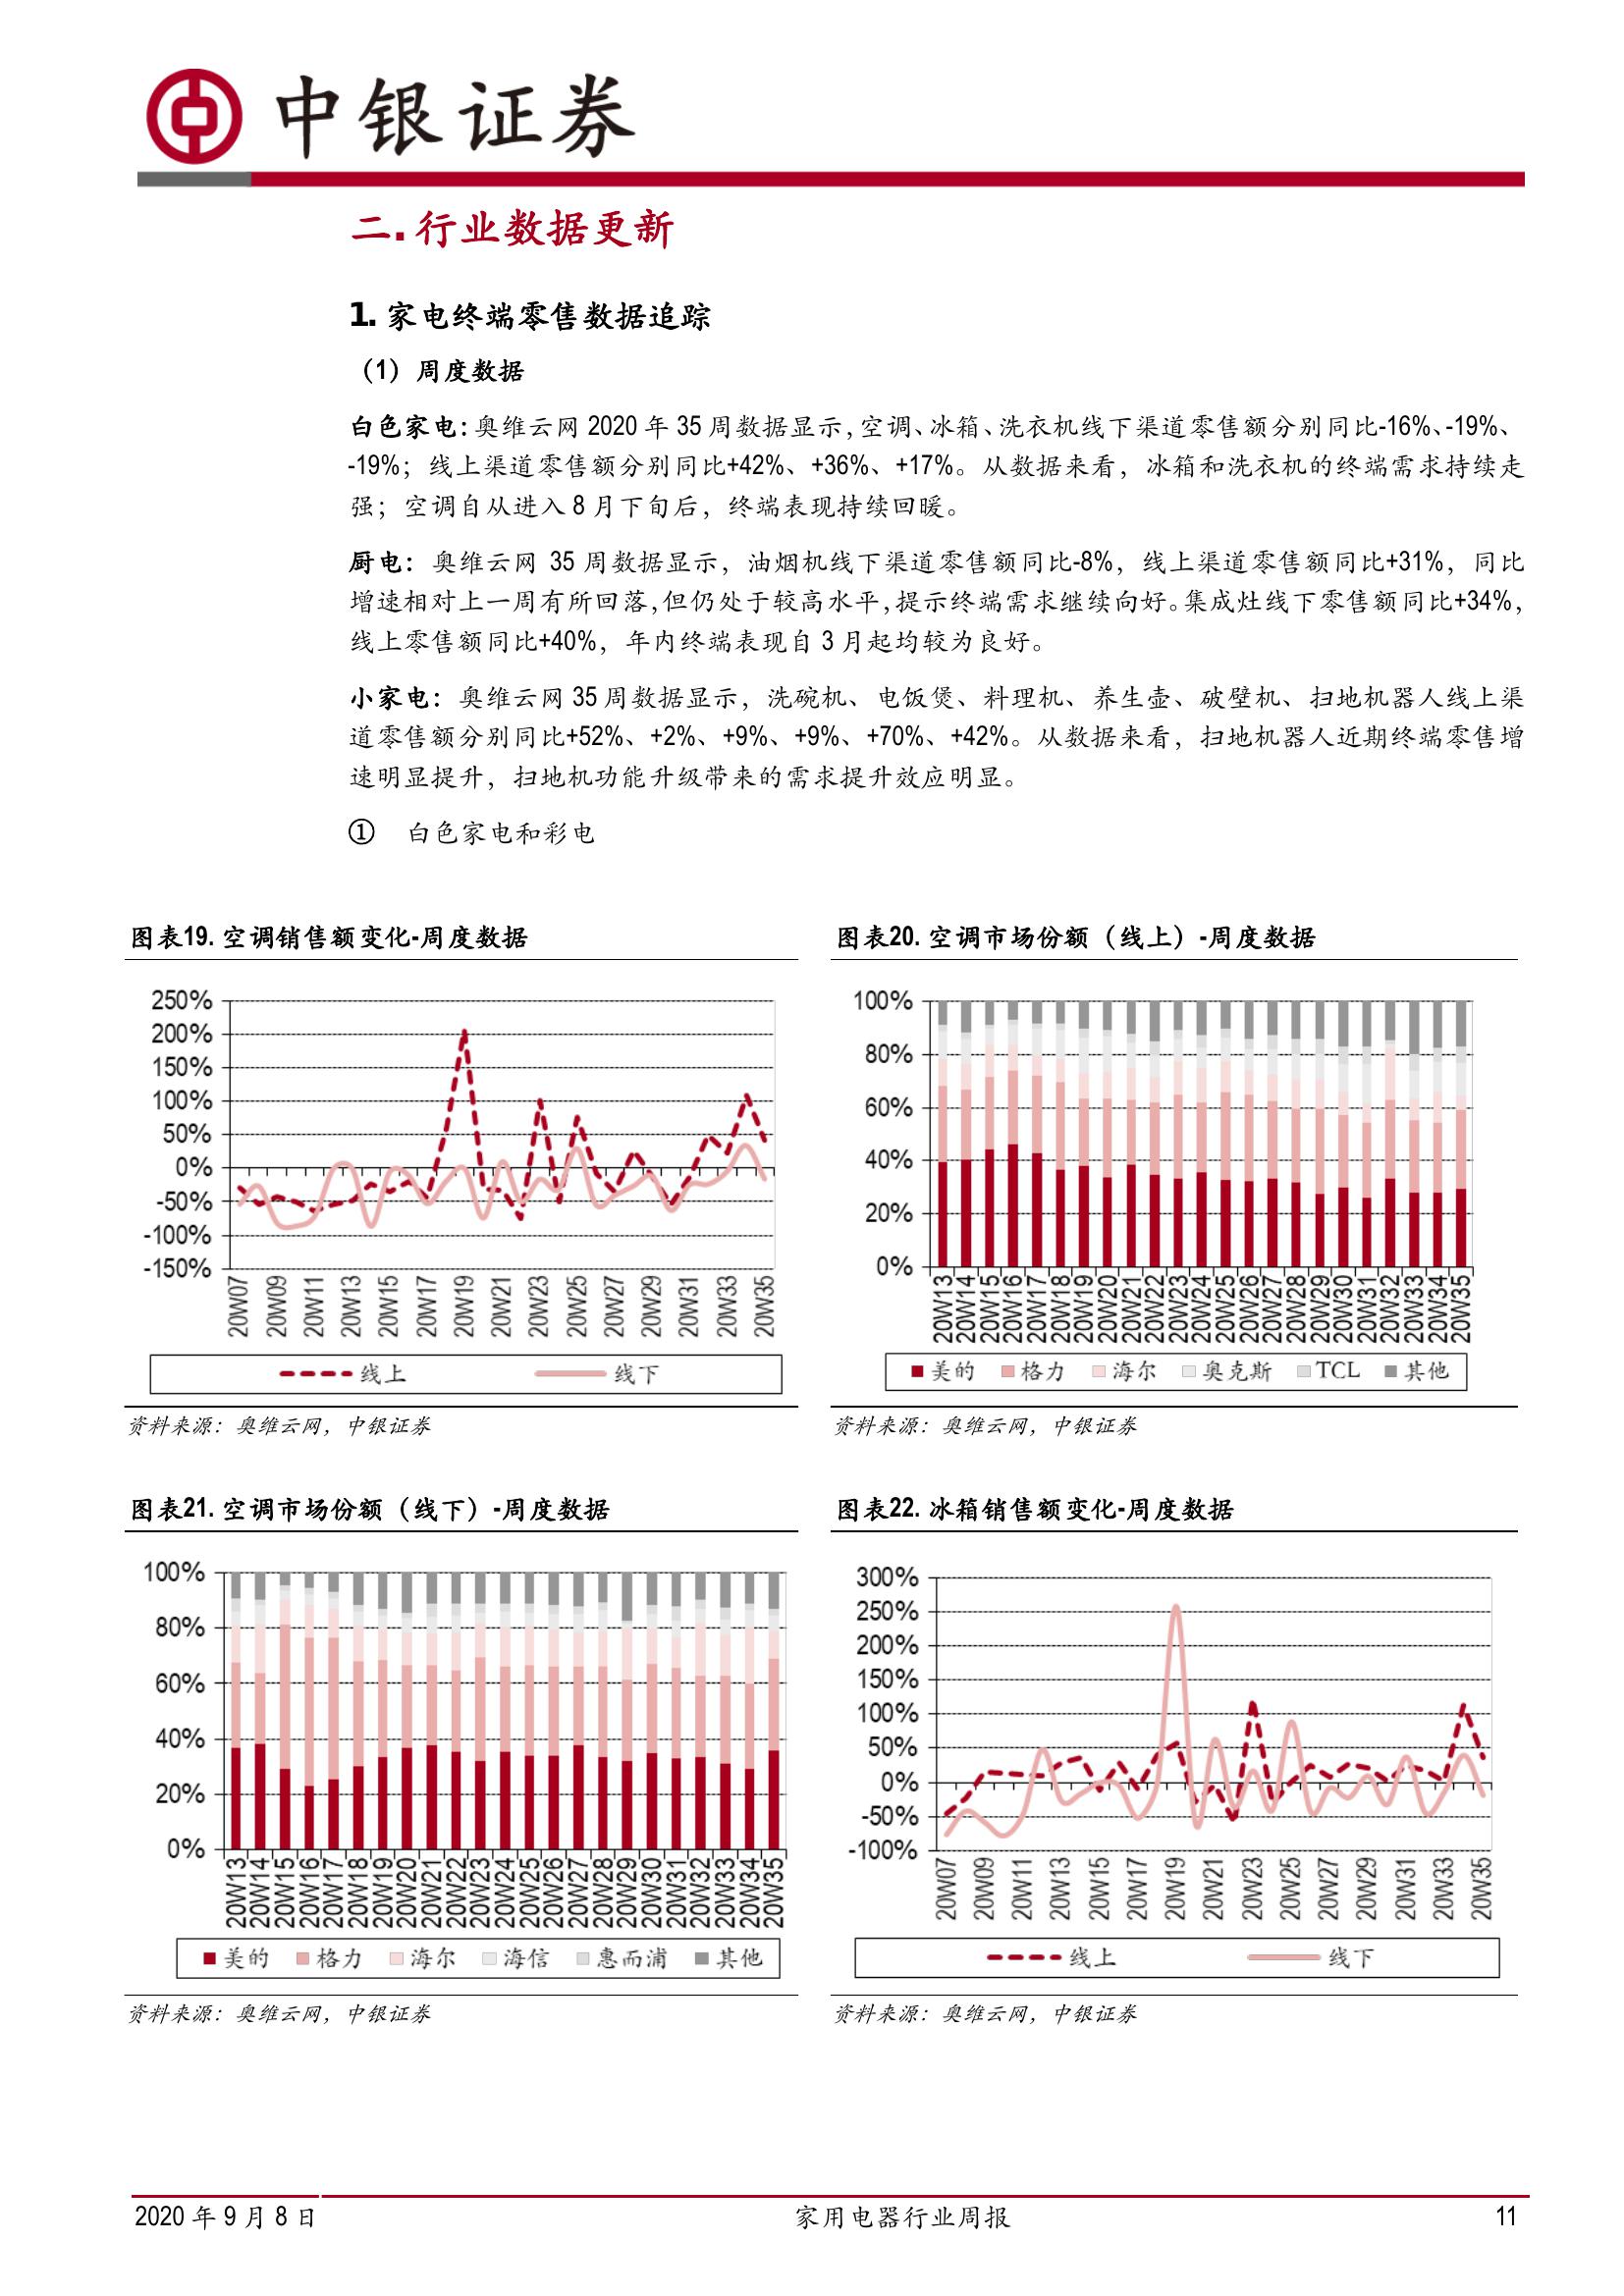 中银证券
二. 行业数据更新
1. 家电终端零售数据追踪
（1）周度数据
白色家电：奥维云网 2020 年 35 周数据显示，空调、冰箱、洗衣机线下渠道零售额分别同比-16%、-19%、
-19%；线上渠道零售额分别同比+42%、+36%、+17%。从数据来看，冰箱和洗衣机的终端需求持续走
强；空调自从进入 8 月下旬后，终端表现持续回暖。
厨电：奥维云网 35 周数据显示，油烟机线下渠道零售额同比-8%，线上渠道零售额同比+31%，同比
增速相对上一周有所回落，但仍处于较高水平，提示终端需求继续向好。集成灶线下零售额同比+34%，
线上零售额同比+40%，年内终端表现自 3 月起均较为良好。
小家电：奥维云网 35 周数据显示，洗碗机、电饭煲、料理机、养生壶、破壁机、扫地机器人线上渠
道零售额分别同比+52%、+2%、+9%、+9%、+70%、+42%。从数据来看，扫地机器人近期终端零售增
速明显提升，扫地机功能升级带来的需求提升效应明显。
① 白色家电和彩电
图表19. 空调销售额变化-周度数据
250%
200%
150%
100%
50%
0%
-50%
-100%
-150%
20W07 20W09 20W11 20W13 20W15 20W17 20W19 20W21 20W23 20W25 20W27 20W29 20W31 20W33 20W35
线上 线下
资料来源：奥维云网，中银证券
图表20. 空调市场份额（线上）-周度数据
100%
80%
60%
40%
20%
0%
20W13 20W14 20W15 20W16 20W17 20W18 20W19 20W20 20W21 20W22 20W23 20W24 20W25 20W26 20W27 20W28 20W29 20W30 20W31 20W32 20W33 20W34 20W35
美的 格力 海尔 奥克斯 TCL 其他
资料来源：奥维云网，中银证券
图表21. 空调市场份额（线下）-周度数据
100%
80%
60%
40%
20%
0%
20W13 20W14 20W15 20W16 20W17 20W18 20W19 20W20 20W21 20W22 20W23 20W24 20W25 20W26 20W27 20W28 20W29 20W30 20W31 20W32 20W33 20W34 20W35
美的 格力 海尔 海信 惠而浦 其他
资料来源：奥维云网，中银证券
图表22. 冰箱销售额变化-周度数据
300%
250%
200%
150%
100%
50%
0%
-50%
-100%
20W07 20W09 20W11 20W13 20W15 20W17 20W19 20W21 20W23 20W25 20W27 20W29 20W31 20W33 20W35
线上 线下
资料来源：奥维云网，中银证券
2020 年 9 月 8 日 家用电器行业周报 11